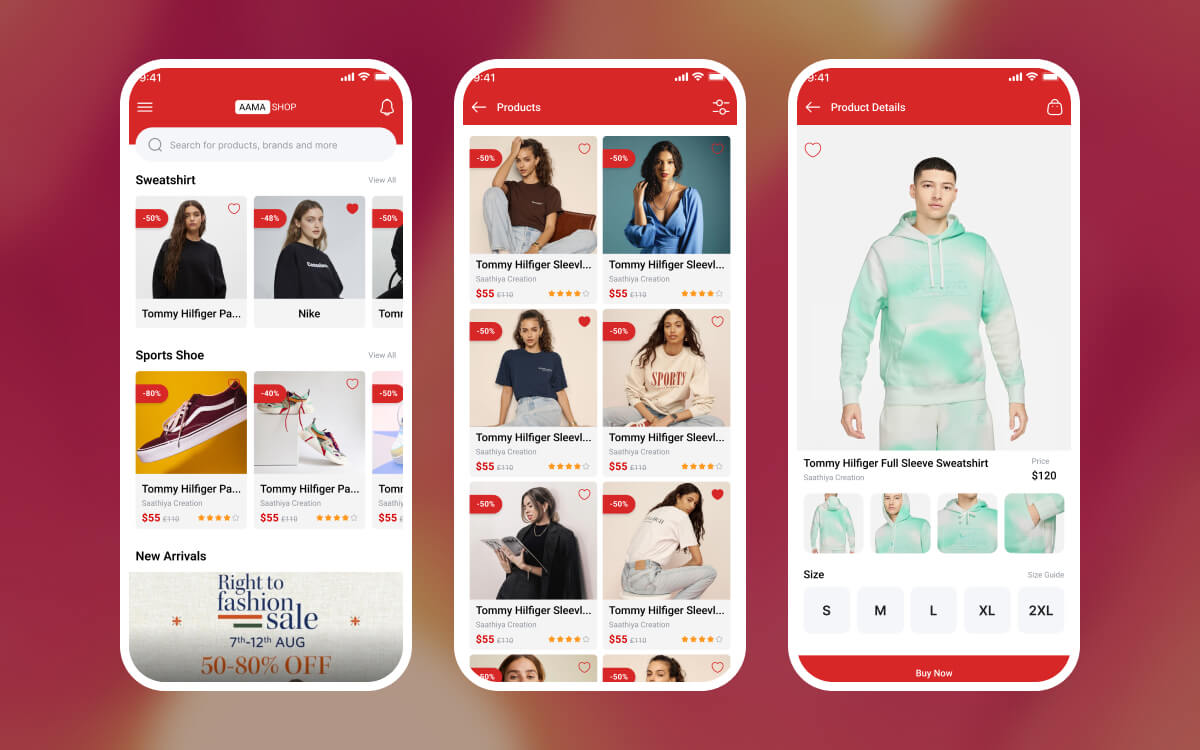 9:41
AAMA SHOP
Search for products, brands and more
Sweatshirt View All
-50% -48% -50%
Tommy Hilfiger Pa... Nike Tomn
Sports Shoe View All
-80% -40% -50%
Tommy Hilfiger Pa... Tommy Hilfiger Pa... Tomn
Saathiya Creation Saathiya Creation Saath
$55 £110 $55 £110 $55
New Arrivals
Right to
fashion
sale
7th-12th AUG
50-80% OFF
9:41
Products
-50% -50%
Tommy Hilfiger Sleevl... Tommy Hilfiger Sleevl...
Saathiya Creation Saathiya Creation
$55 £110 $55 £110
-50% -50%
SPORTS
Tommy Hilfiger Sleevl... Tommy Hilfiger Sleevl...
Saathiya Creation Saathiya Creation
$55 £110 $55 £110
-50% -50%
Tommy Hilfiger Sleevl... Tommy Hilfiger Sleevl...
Saathiya Creation Saathiya Creation
$55 £110 $55 £110
-50% -50%
9:41
Product Details
Tommy Hilfiger Full Sleeve Sweatshirt Price
Saathiya Creation $120
Size Size Guide
S M L XL 2XL
Buy Now